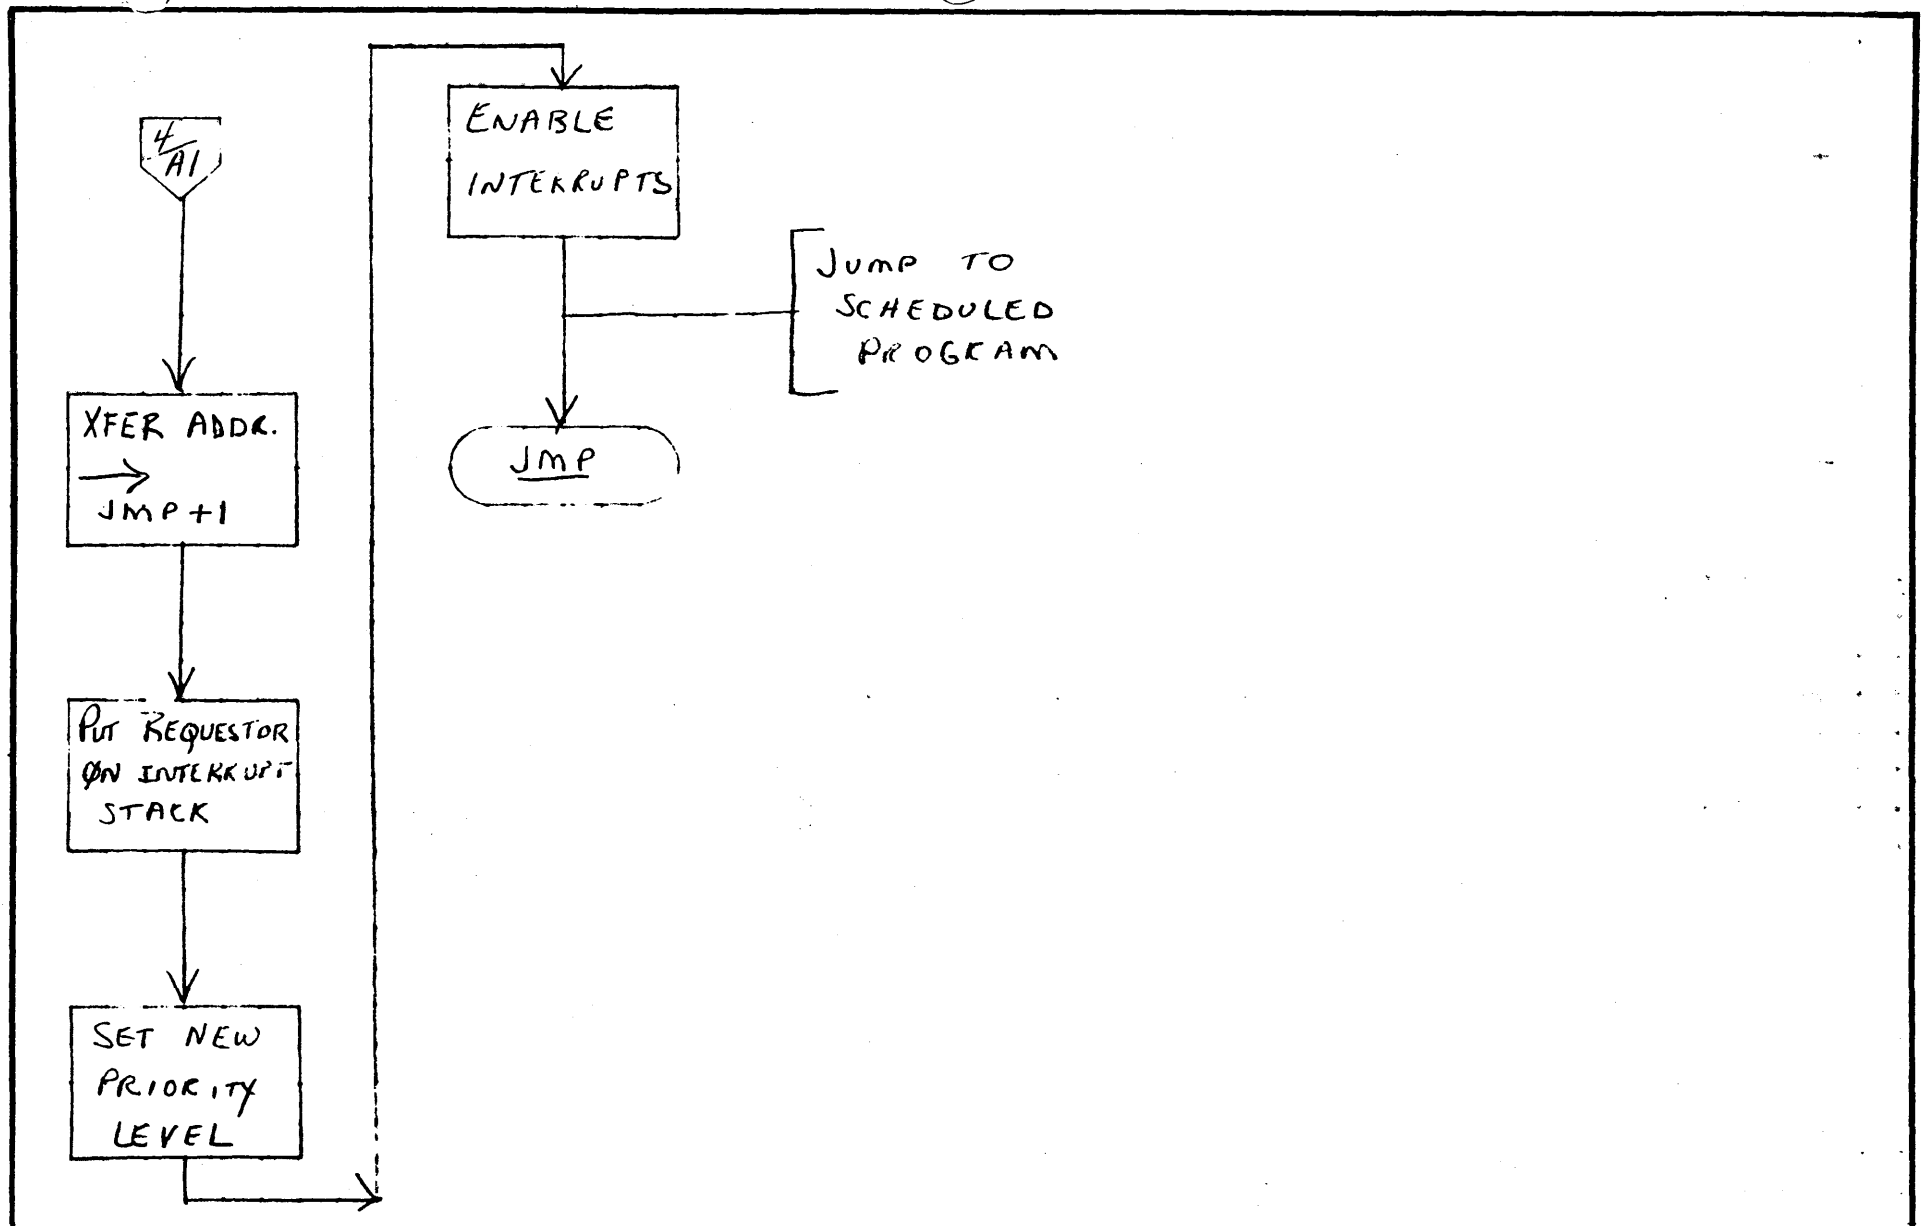 4/A1
XFER ADDR.
→
JMP+1
PUT REQUESTOR
ØN INTERRUPT
STACK
SET NEW
PRIORITY
LEVEL
ENABLE
INTERRUPTS
JUMP TO
SCHEDULED
PROGRAM
JMP